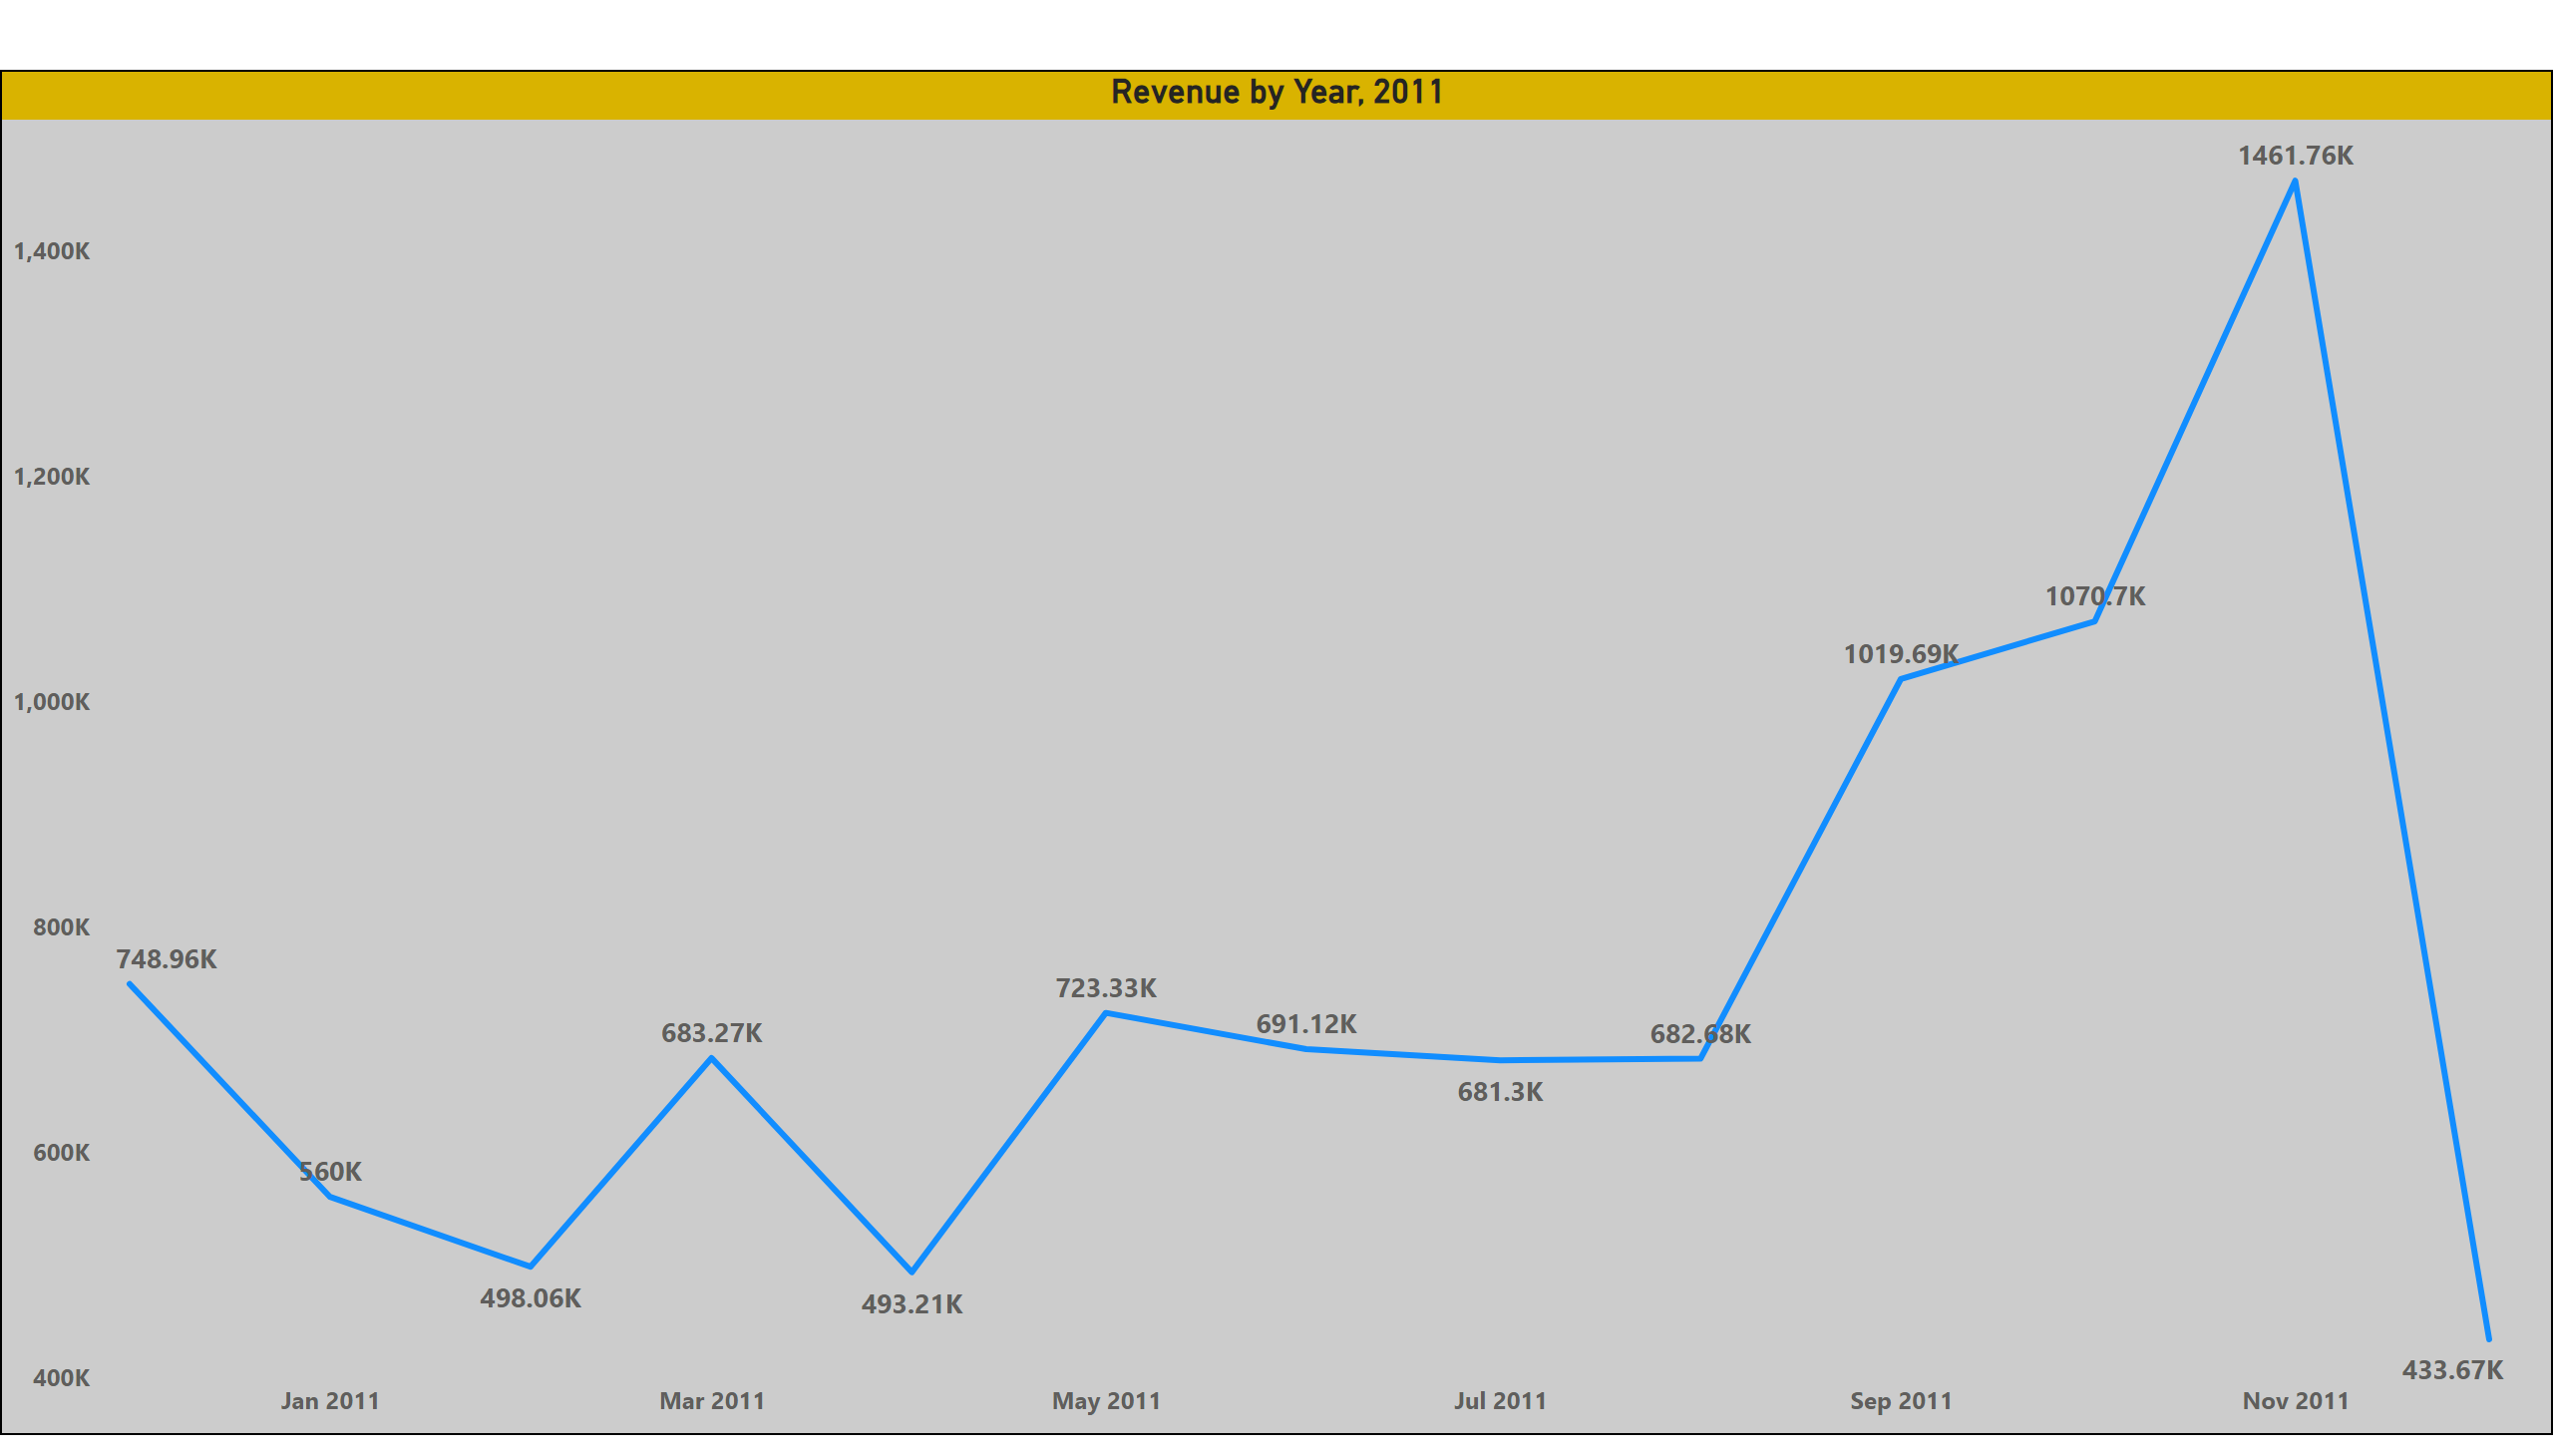 Revenue by Year, 2011
1461.76K
1,400K
1,200K
1070.7K
1019.69K
1,000K
800K
748.96K
723.33K
691.12K
683.27K
682.68K
681.3K
600K
560K
498.06K
493.21K
433.67K
400K
Jan 2011 Mar 2011 May 2011 Jul 2011 Sep 2011 Nov 2011